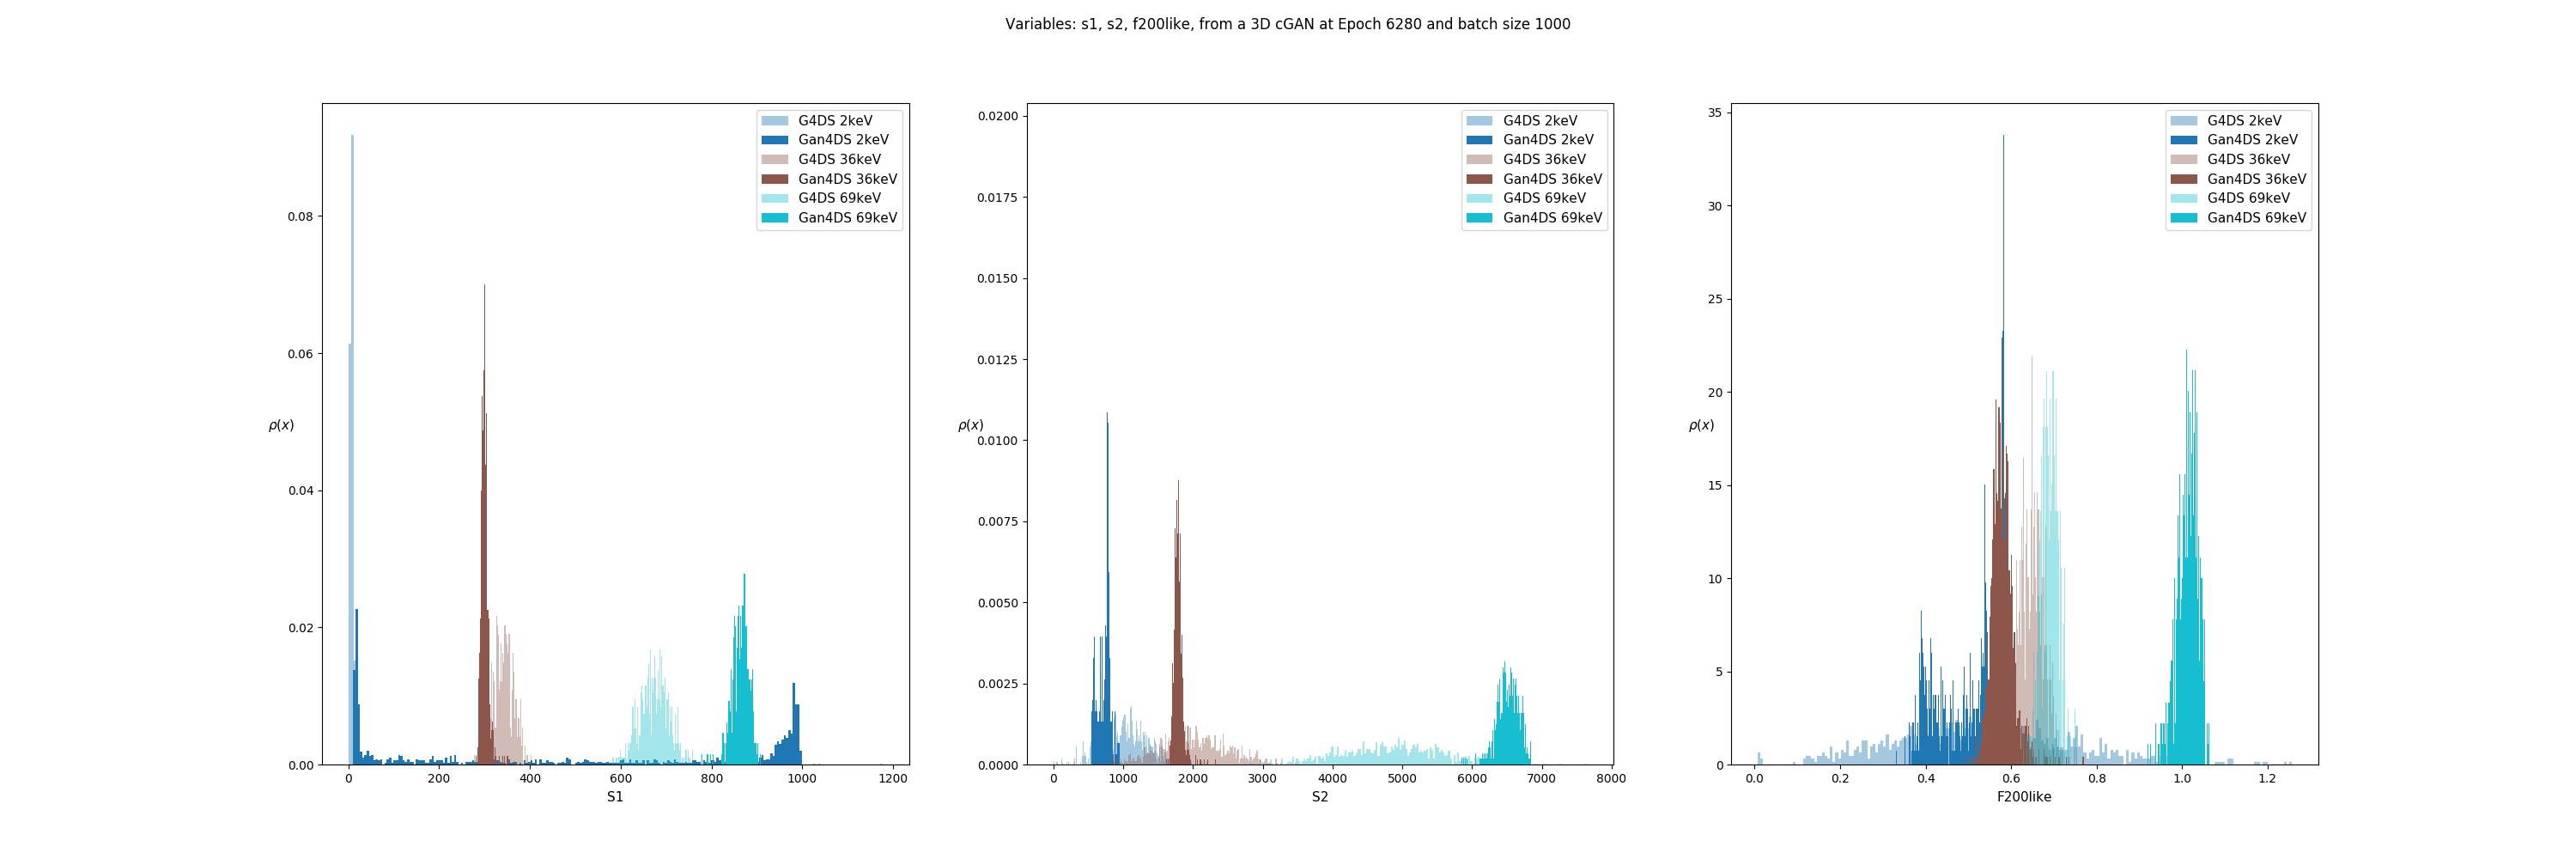 Variables: s1, s2, f200like, from a 3D cGAN at Epoch 6280 and batch size 1000
G4DS 2keV
Gan4DS 2keV
G4DS 36keV
Gan4DS 36keV
G4DS 69keV
Gan4DS 69keV
0.08
0.06
0.04
0.02
0.00
ρ(x)
0 200 400 600 800 1000 1200
S1
G4DS 2keV
Gan4DS 2keV
G4DS 36keV
Gan4DS 36keV
G4DS 69keV
Gan4DS 69keV
0.0200
0.0175
0.0150
0.0125
0.0100
0.0075
0.0050
0.0025
0.0000
ρ(x)
0 1000 2000 3000 4000 5000 6000 7000 8000
S2
G4DS 2keV
Gan4DS 2keV
G4DS 36keV
Gan4DS 36keV
G4DS 69keV
Gan4DS 69keV
35
30
25
20
15
10
5
0
ρ(x)
0.0 0.2 0.4 0.6 0.8 1.0 1.2
F200like